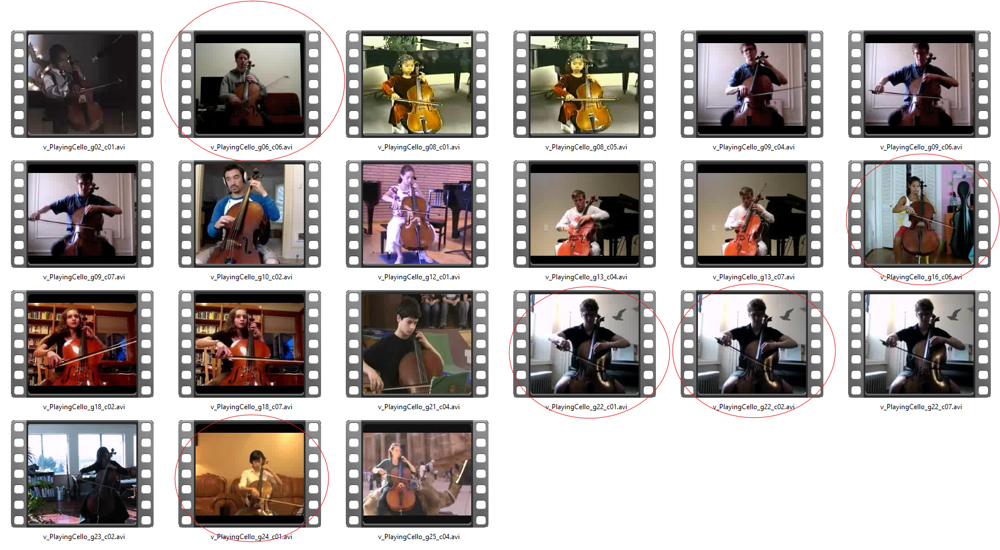 v_PlayingCello_g02_c01.avi
v_PlayingCello_g06_c06.avi
v_PlayingCello_g08_c01.avi
v_PlayingCello_g08_c05.avi
v_PlayingCello_g09_c04.avi
v_PlayingCello_g09_c06.avi
v_PlayingCello_g09_c07.avi
v_PlayingCello_g10_c02.avi
v_PlayingCello_g12_c01.avi
v_PlayingCello_g13_c04.avi
v_PlayingCello_g13_c07.avi
v_PlayingCello_g16_c06.avi
v_PlayingCello_g18_c02.avi
v_PlayingCello_g18_c07.avi
v_PlayingCello_g21_c04.avi
v_PlayingCello_g22_c01.avi
v_PlayingCello_g22_c02.avi
v_PlayingCello_g22_c07.avi
v_PlayingCello_g23_c02.avi
v_PlayingCello_g24_c01.avi
v_PlayingCello_g25_c04.avi